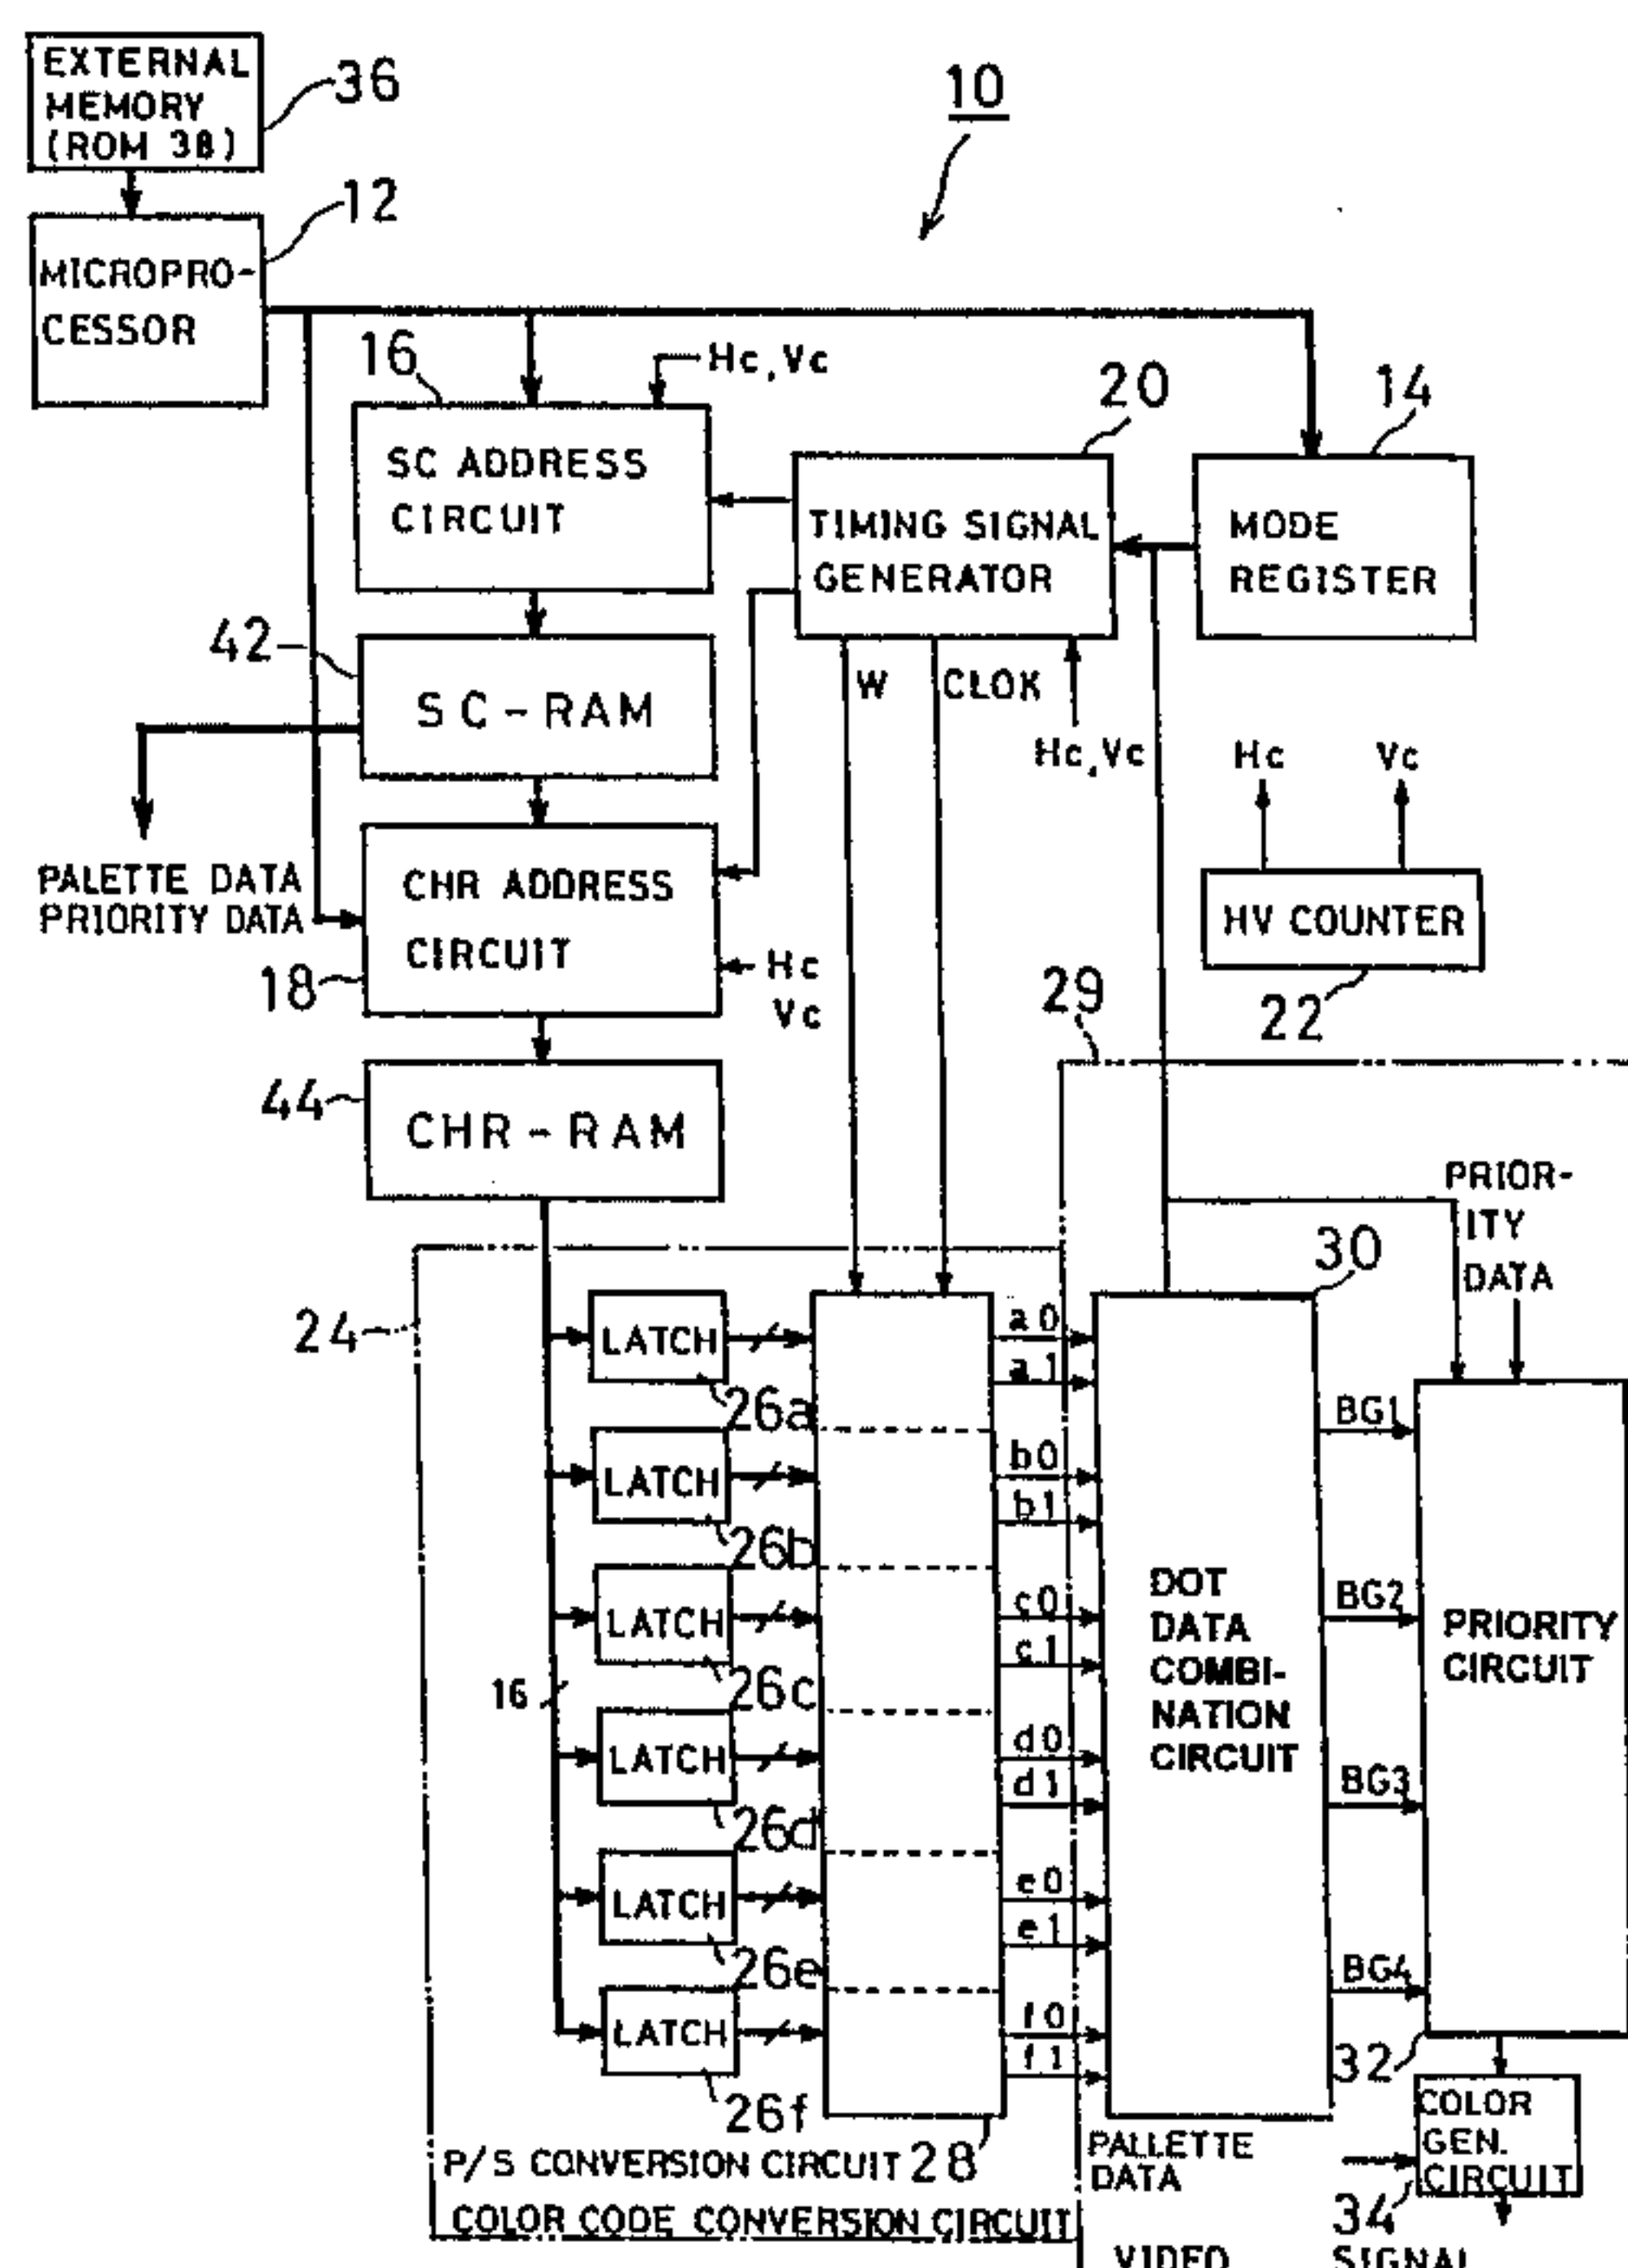 EXTERNAL
MEMORY
(ROM 38)
36
10
12
MICROPRO-
CESSOR
16
Hc,Vc
20
14
SC ADDRESS
CIRCUIT
TIMING SIGNAL
GENERATOR
MODE
REGISTER
42
SC-RAM
W
CLOK
Hc,Vc
Hc
Vc
PALETTE DATA
PRIORITY DATA
CHR ADDRESS
CIRCUIT
18
Hc
Vc
HV COUNTER
22
29
44
CHR-RAM
PRIOR-
ITY
DATA
30
24
LATCH
26a
LATCH
26b
LATCH
26c
16
LATCH
26d
LATCH
26e
LATCH
26f
a0
a1
b0
b1
c0
c1
d0
d1
e0
e1
f0
f1
DOT
DATA
COMBI-
NATION
CIRCUIT
BG1
BG2
BG3
BG4
PRIORITY
CIRCUIT
32
P/S CONVERSION CIRCUIT 28
COLOR CODE CONVERSION CIRCUIT
PALLETTE
DATA
COLOR
GEN.
CIRCUIT
34
VIDEO SIGNAL